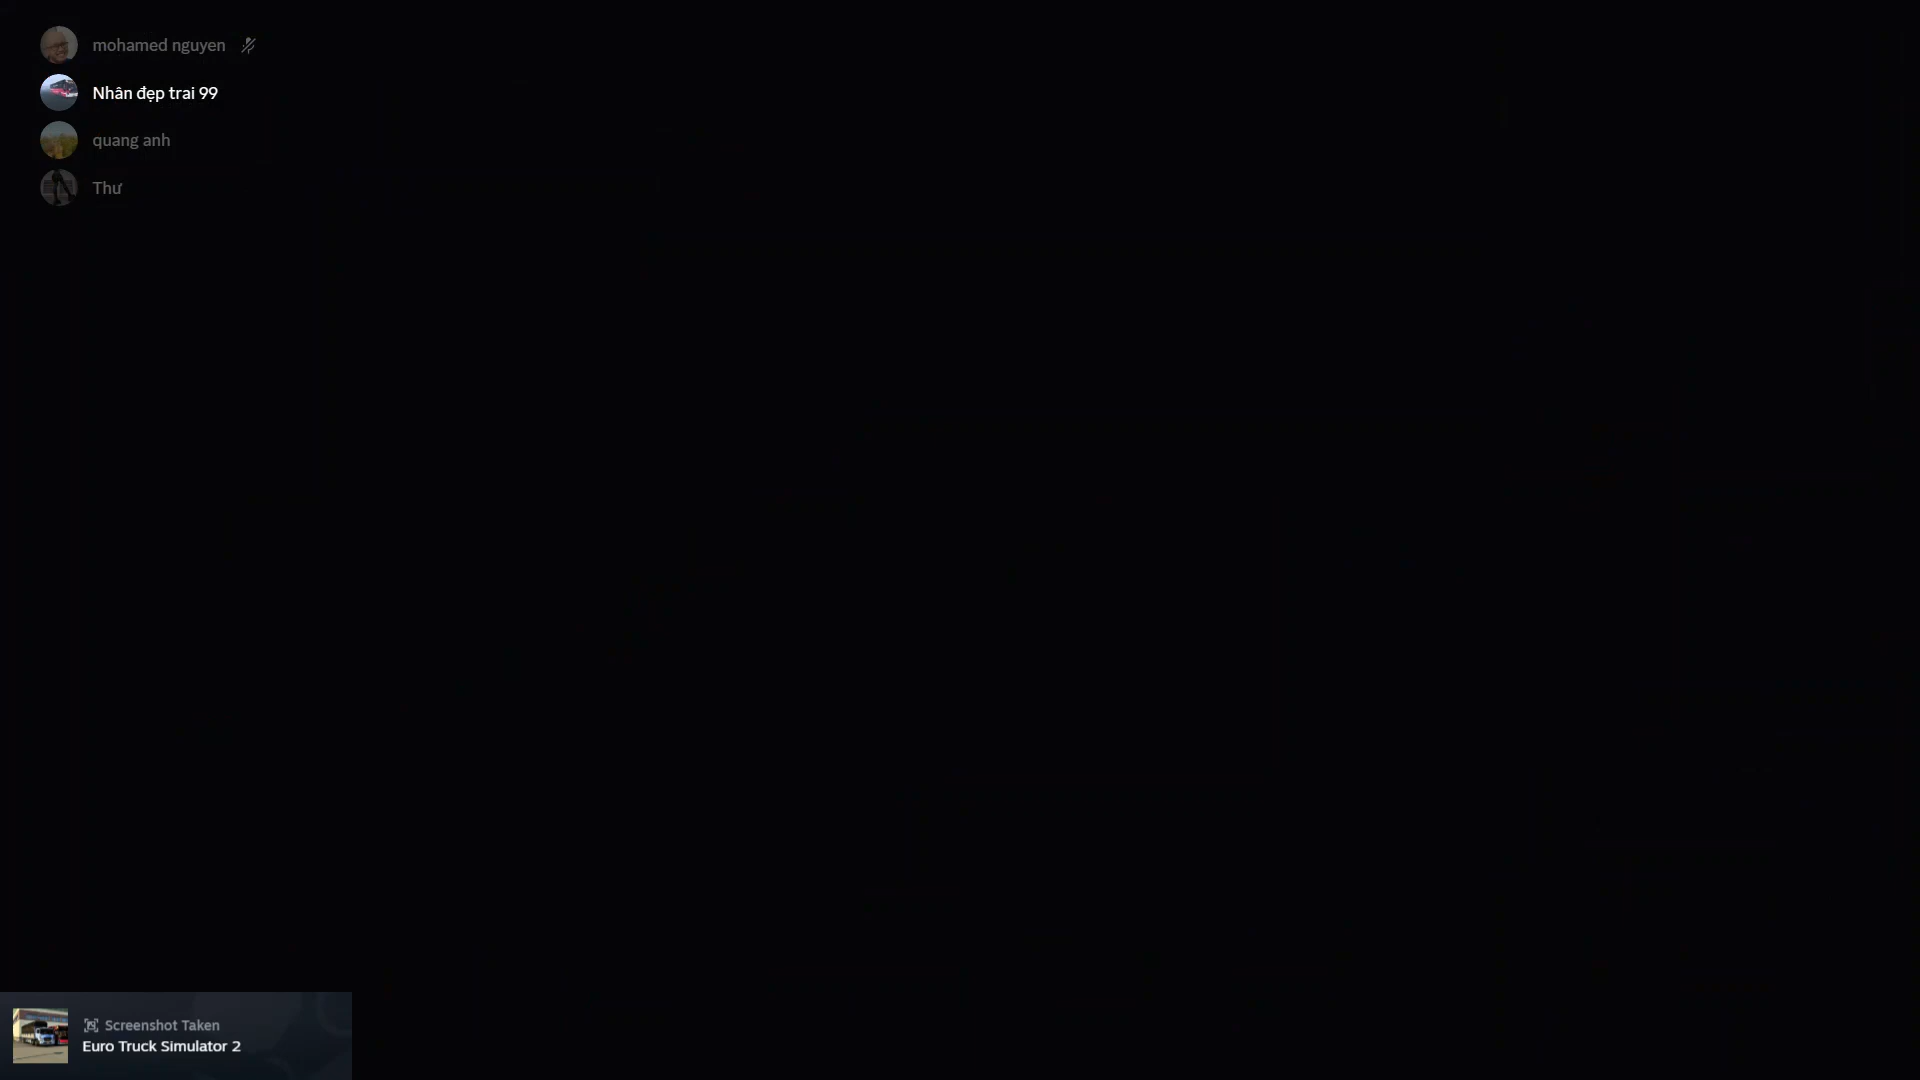 mohamed nguyen
Nhân đẹp trai 99
quang anh
Thư
Screenshot Taken
Euro Truck Simulator 2